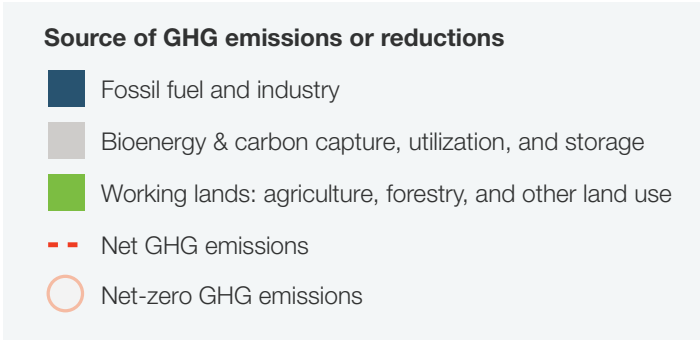 Source of GHG emissions or reductions
Fossil fuel and industry
Bioenergy & carbon capture, utilization, and storage
Working lands: agriculture, forestry, and other land use
Net GHG emissions
Net-zero GHG emissions